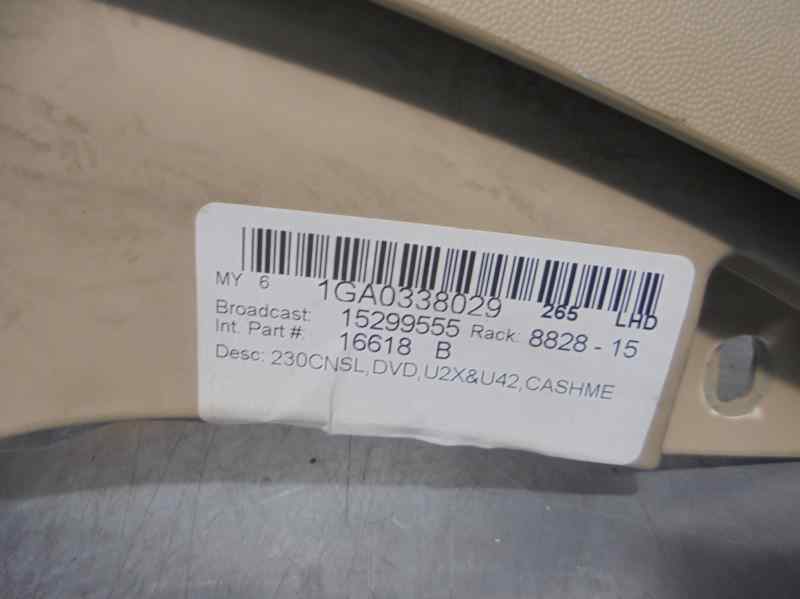 MY 6 1GA0338029 265 LHD
Broadcast: 15299555 Rack: 8828 - 15
Int. Part #: 16618 B
Desc: 230CNSL,DVD,U2X&U42,CASHME